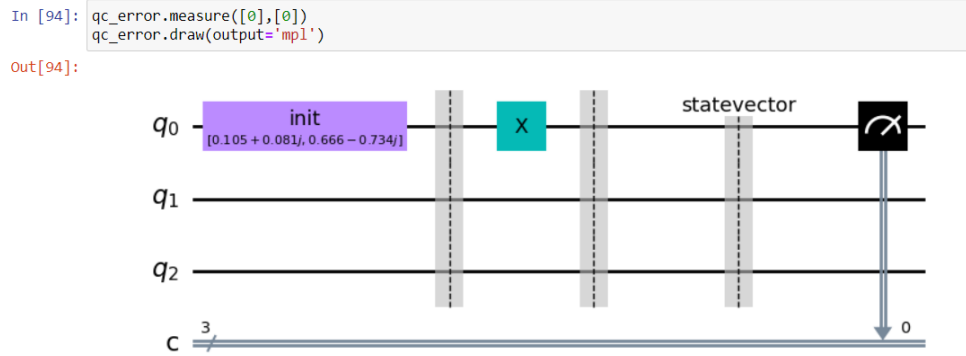 In [94]: qc_error.measure([0],[0])
qc_error.draw(output='mpl')
Out[94]:
statevector
init
[0.105 + 0.081j, 0.666 − 0.734j]
q0
X
q1
q2
3
0
c